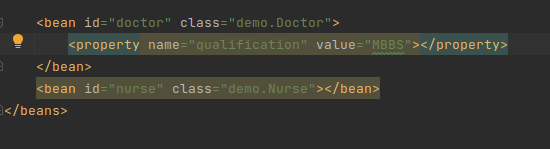 <bean id="doctor" class="demo.Doctor">
<property name="qualification" value="MBBS"></property>
</bean>
<bean id="nurse" class="demo.Nurse"></bean>
</beans>